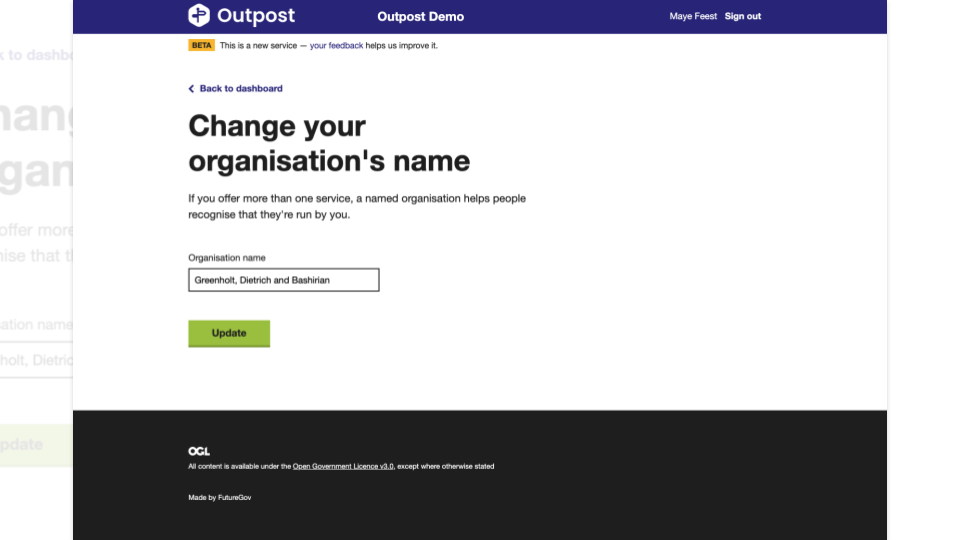 Outpost
Outpost Demo
Maye Feest Sign out
BETA This is a new service — your feedback helps us improve it.
Back to dashboard
Change your
organisation's name
If you offer more than one service, a named organisation helps people
recognise that they're run by you.
Organisation name
Greenholt, Dietrich and Bashirian
Update
OGL
All content is available under the Open Government Licence v3.0, except where otherwise stated
Made by FutureGov